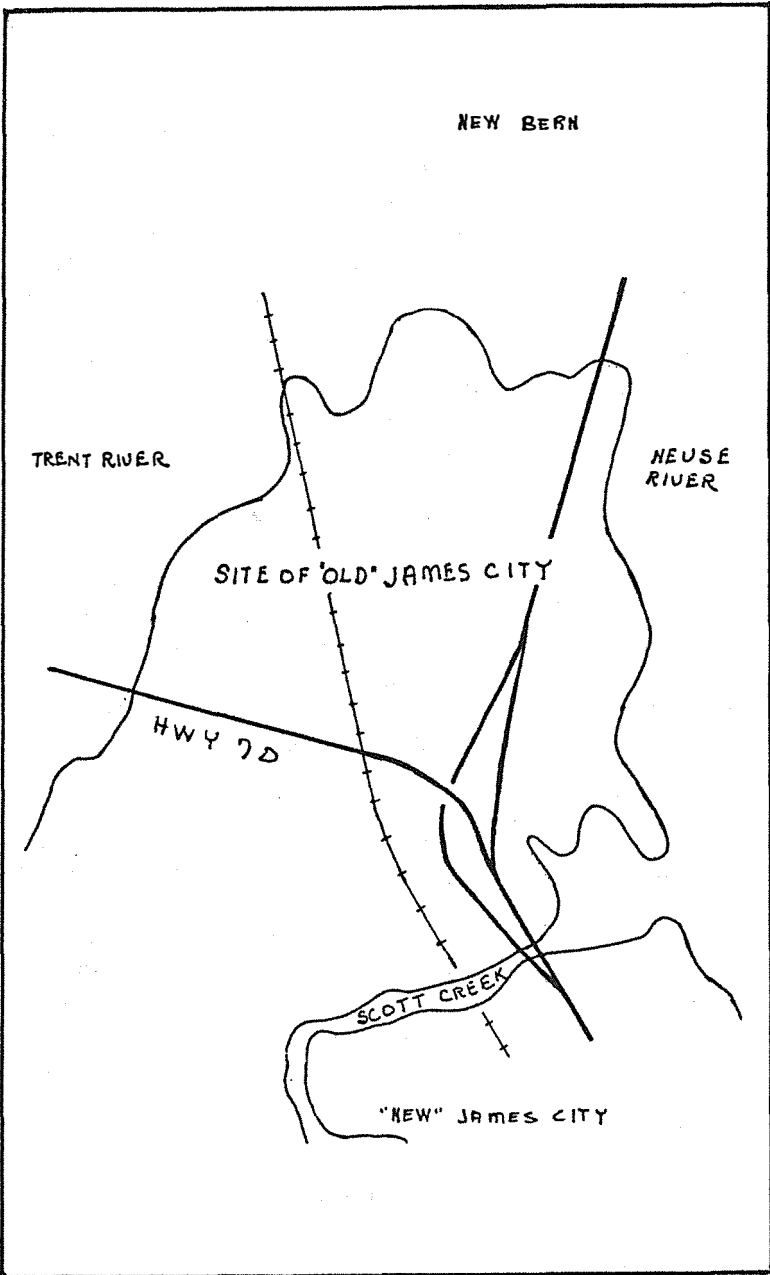 NEW BERN
TRENT RIVER
NEUSE
RIVER
SITE OF "OLD" JAMES CITY
HWY 70
SCOTT CREEK
"NEW" JAMES CITY